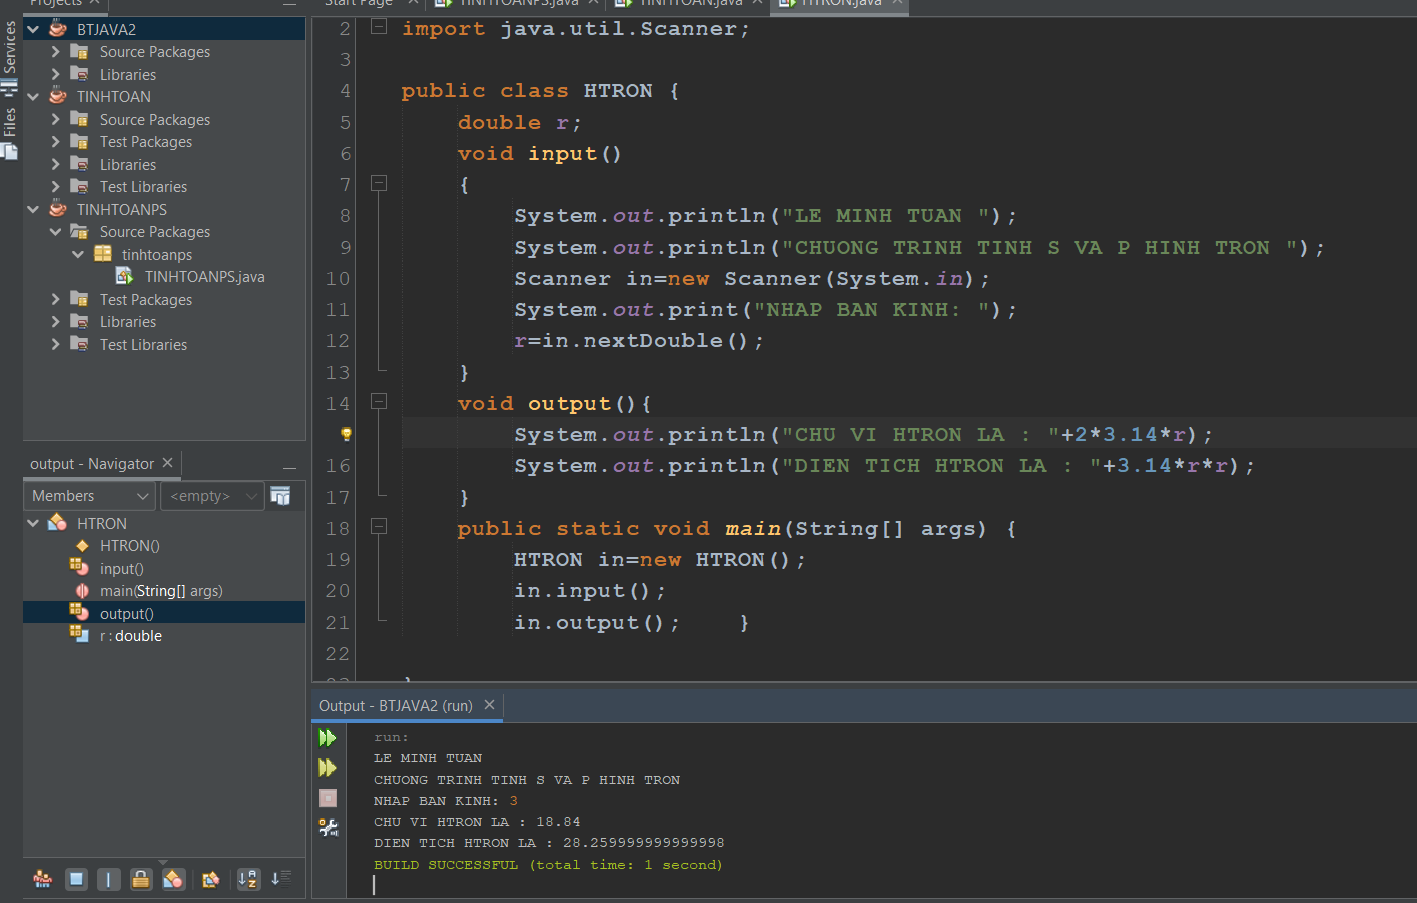 Projects
Start Page
TINHTOANPS.java
TINHTOAN.java
HTRON.java
Services
Files
BTJAVA2
Source Packages
Libraries
TINHTOAN
Source Packages
Test Packages
Libraries
Test Libraries
TINHTOANPS
Source Packages
tinhtoanps
TINHTOANPS.java
Test Packages
Libraries
Test Libraries
output - Navigator
Members
<empty>
HTRON
HTRON()
input()
main(String[] args)
output()
r : double
2 import java.util.Scanner;
3
4 public class HTRON {
5 double r;
6 void input()
7 {
8 System.out.println("LE MINH TUAN ");
9 System.out.println("CHUONG TRINH TINH S VA P HINH TRON ");
10 Scanner in=new Scanner(System.in);
11 System.out.print("NHAP BAN KINH: ");
12 r=in.nextDouble();
13 }
14 void output(){
System.out.println("CHU VI HTRON LA : "+2*3.14*r);
16 System.out.println("DIEN TICH HTRON LA : "+3.14*r*r);
17 }
18 public static void main(String[] args) {
19 HTRON in=new HTRON();
20 in.input();
21 in.output(); }
22
Output - BTJAVA2 (run)
run:
LE MINH TUAN
CHUONG TRINH TINH S VA P HINH TRON
NHAP BAN KINH: 3
CHU VI HTRON LA : 18.84
DIEN TICH HTRON LA : 28.259999999999998
BUILD SUCCESSFUL (total time: 1 second)